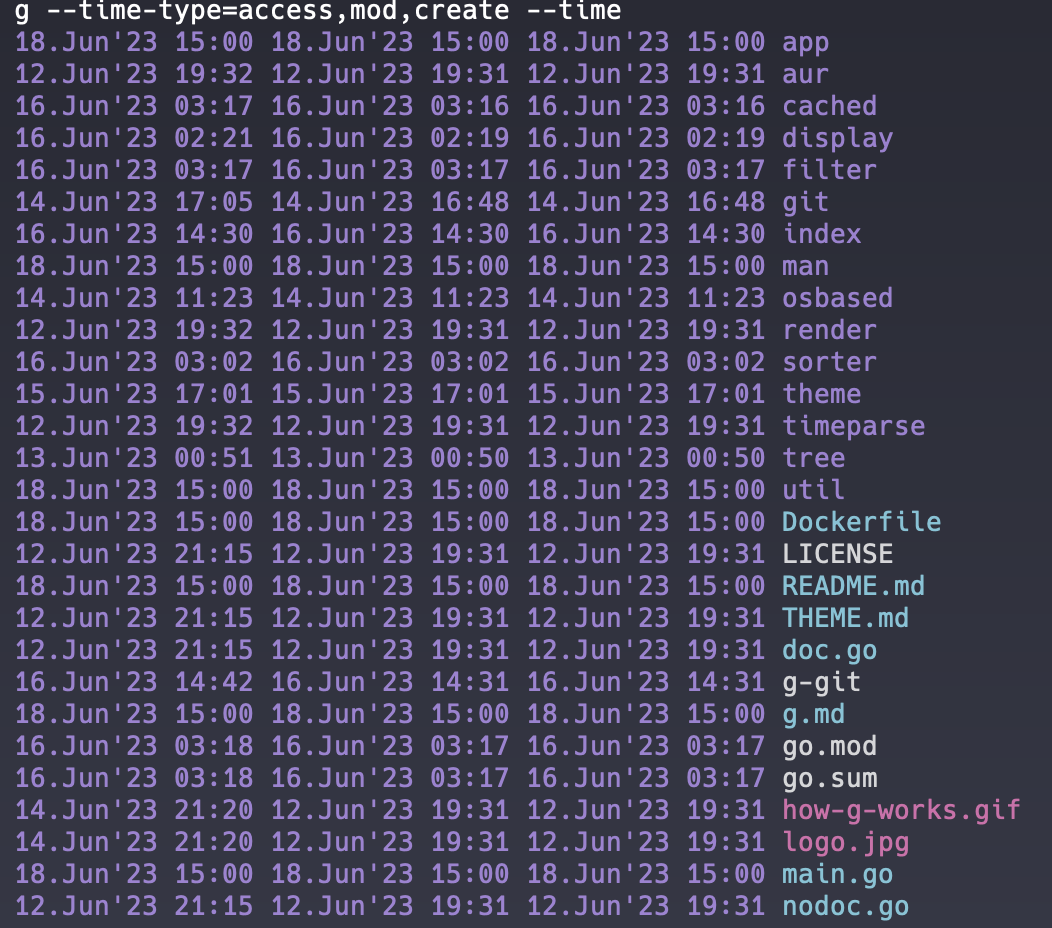 g --time-type=access,mod,create --time
18.Jun'23 15:00 18.Jun'23 15:00 18.Jun'23 15:00 app
12.Jun'23 19:32 12.Jun'23 19:31 12.Jun'23 19:31 aur
16.Jun'23 03:17 16.Jun'23 03:16 16.Jun'23 03:16 cached
16.Jun'23 02:21 16.Jun'23 02:19 16.Jun'23 02:19 display
16.Jun'23 03:17 16.Jun'23 03:17 16.Jun'23 03:17 filter
14.Jun'23 17:05 14.Jun'23 16:48 14.Jun'23 16:48 git
16.Jun'23 14:30 16.Jun'23 14:30 16.Jun'23 14:30 index
18.Jun'23 15:00 18.Jun'23 15:00 18.Jun'23 15:00 man
14.Jun'23 11:23 14.Jun'23 11:23 14.Jun'23 11:23 osbased
12.Jun'23 19:32 12.Jun'23 19:31 12.Jun'23 19:31 render
16.Jun'23 03:02 16.Jun'23 03:02 16.Jun'23 03:02 sorter
15.Jun'23 17:01 15.Jun'23 17:01 15.Jun'23 17:01 theme
12.Jun'23 19:32 12.Jun'23 19:31 12.Jun'23 19:31 timeparse
13.Jun'23 00:51 13.Jun'23 00:50 13.Jun'23 00:50 tree
18.Jun'23 15:00 18.Jun'23 15:00 18.Jun'23 15:00 util
18.Jun'23 15:00 18.Jun'23 15:00 18.Jun'23 15:00 Dockerfile
12.Jun'23 21:15 12.Jun'23 19:31 12.Jun'23 19:31 LICENSE
18.Jun'23 15:00 18.Jun'23 15:00 18.Jun'23 15:00 README.md
12.Jun'23 21:15 12.Jun'23 19:31 12.Jun'23 19:31 THEME.md
12.Jun'23 21:15 12.Jun'23 19:31 12.Jun'23 19:31 doc.go
16.Jun'23 14:42 16.Jun'23 14:31 16.Jun'23 14:31 g-git
18.Jun'23 15:00 18.Jun'23 15:00 18.Jun'23 15:00 g.md
16.Jun'23 03:18 16.Jun'23 03:17 16.Jun'23 03:17 go.mod
16.Jun'23 03:18 16.Jun'23 03:17 16.Jun'23 03:17 go.sum
14.Jun'23 21:20 12.Jun'23 19:31 12.Jun'23 19:31 how-g-works.gif
14.Jun'23 21:20 12.Jun'23 19:31 12.Jun'23 19:31 logo.jpg
18.Jun'23 15:00 18.Jun'23 15:00 18.Jun'23 15:00 main.go
12.Jun'23 21:15 12.Jun'23 19:31 12.Jun'23 19:31 nodoc.go